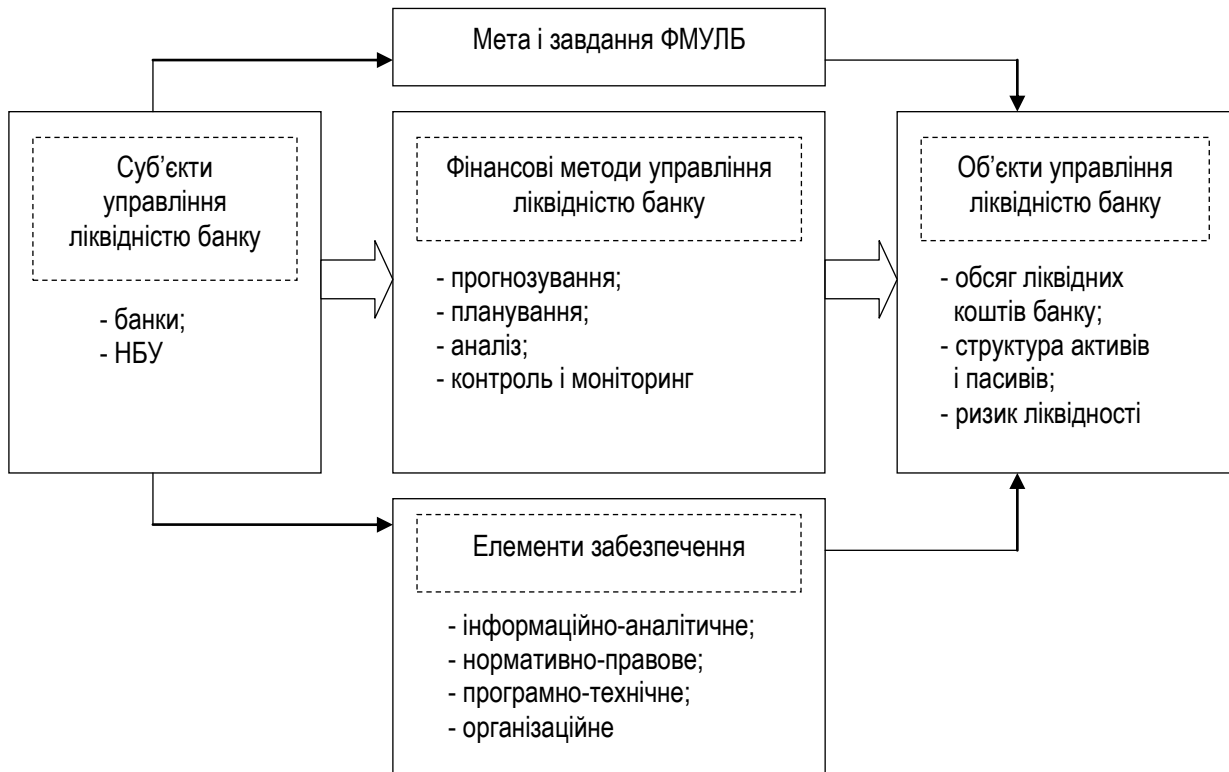 Мета і завдання ФМУЛБ
Суб’єкти
управління
ліквідністю банку
- банки;
- НБУ
Фінансові методи управління
ліквідністю банку
- прогнозування;
- планування;
- аналіз;
- контроль і моніторинг
Об’єкти управління
ліквідністю банку
- обсяг ліквідних
коштів банку;
- структура активів
і пасивів;
- ризик ліквідності
Елементи забезпечення
- інформаційно-аналітичне;
- нормативно-правове;
- програмно-технічне;
- організаційне